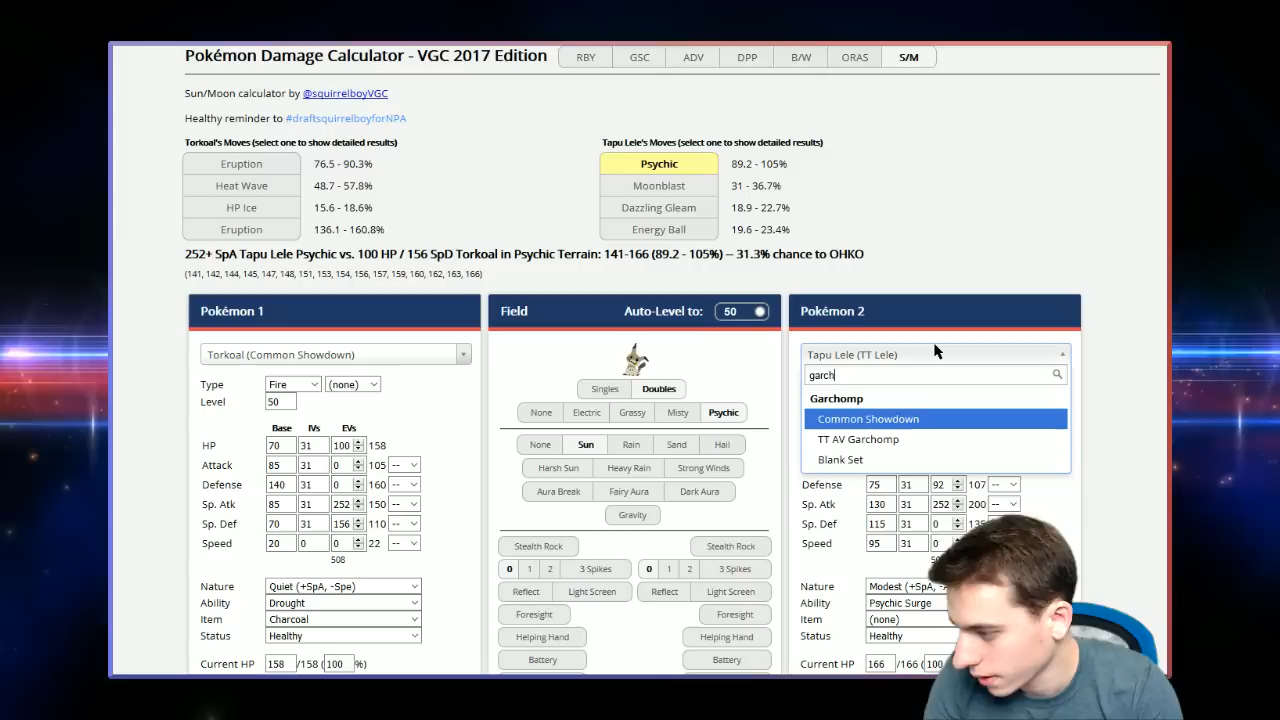 Pokémon Damage Calculator - VGC 2017 Edition RBY GSC ADV DPP B/W ORAS S/M
Sun/Moon calculator by @squirrelboyVGC
Healthy reminder to #draftsquirrelboyforNPA
Torkoal's Moves (select one to show detailed results) Tapu Lele's Moves (select one to show detailed results)
Eruption 76.5 - 90.3% Psychic 89.2 - 105%
Heat Wave 48.7 - 57.8% Moonblast 31 - 36.7%
HP Ice 15.6 - 18.6% Dazzling Gleam 18.9 - 22.7%
Eruption 136.1 - 160.8% Energy Ball 19.6 - 23.4%
252+ SpA Tapu Lele Psychic vs. 100 HP / 156 SpD Torkoal in Psychic Terrain: 141-166 (89.2 - 105%) -- 31.3% chance to OHKO
(141, 142, 144, 145, 147, 148, 151, 153, 154, 156, 157, 159, 160, 162, 163, 166)
Pokémon 1 Field Auto-Level to: 50 Pokémon 2
Torkoal (Common Showdown) Tapu Lele (TT Lele)
garch
Type Fire (none) Singles Doubles Garchomp
Level 50 None Electric Grassy Misty Psychic Common Showdown
Base IVs EVs TT AV Garchomp
HP 70 31 100 158 None Sun Rain Sand Hail Blank Set
Attack 85 31 0 105 -- Harsh Sun Heavy Rain Strong Winds
Defense 140 31 0 160 -- Aura Break Fairy Aura Dark Aura Defense 75 31 92 107 --
Sp. Atk 85 31 252 150 -- Gravity Sp. Atk 130 31 252 200 --
Sp. Def 70 31 156 110 -- Sp. Def 115 31 0
Speed 20 31 0 22 -- Stealth Rock Stealth Rock Speed 95 31
508
0 1 2 3 Spikes 0 1 2 3 Spikes
Nature Quiet (+SpA, -Spe) Reflect Light Screen Reflect Light Screen Nature Modest (+SpA,
Ability Drought Foresight Foresight Ability Psychic Surge
Item Charcoal Helping Hand Helping Hand Item (none)
Status Healthy Battery Battery Status Healthy
Current HP 158 /158 ( 100 %) Current HP 166 /166 (